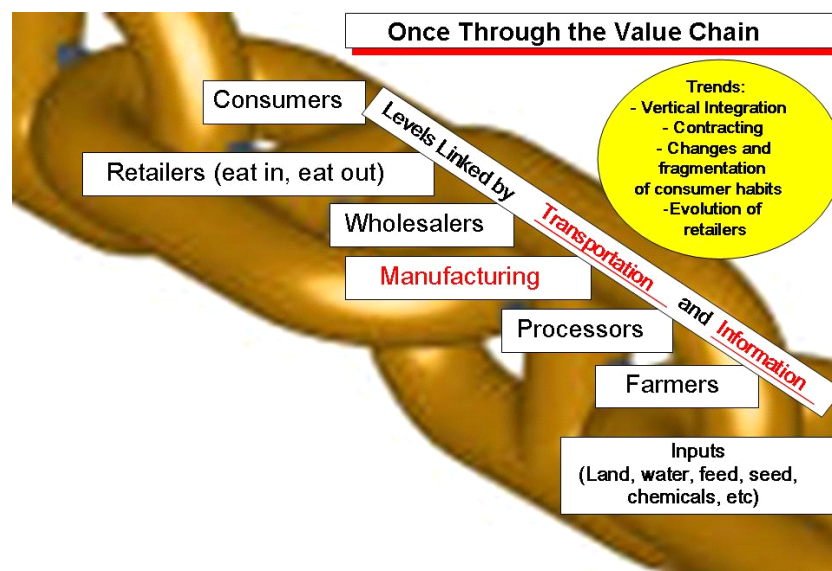 Once Through the Value Chain
Trends:
- Vertical Integration
- Contracting
- Changes and
fragmentation
of consumer habits
-Evolution of
retailers
Consumers
Levels Linked by Transportation and Information
Retailers (eat in, eat out)
Wholesalers
Manufacturing
Processors
Farmers
Inputs
(Land, water, feed, seed,
chemicals, etc)